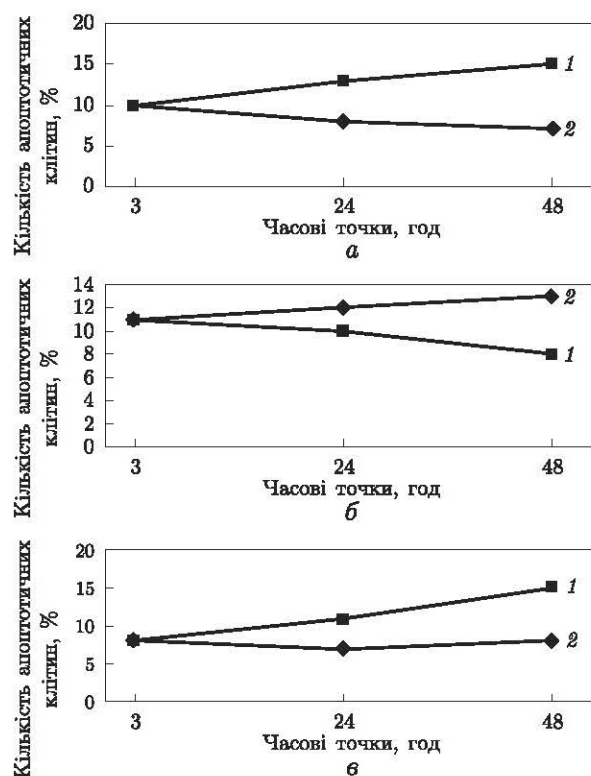 Кількість апоптотичних
клітин, %
20
15
10
5
0
1
2
3 24 48
Часові точки, год
а
Кількість апоптотичних
клітин, %
14
12
10
8
6
4
2
0
2
1
3 24 48
Часові точки, год
б
Кількість апоптотичних
клітин, %
20
15
10
5
0
1
2
3 24 48
Часові точки, год
в